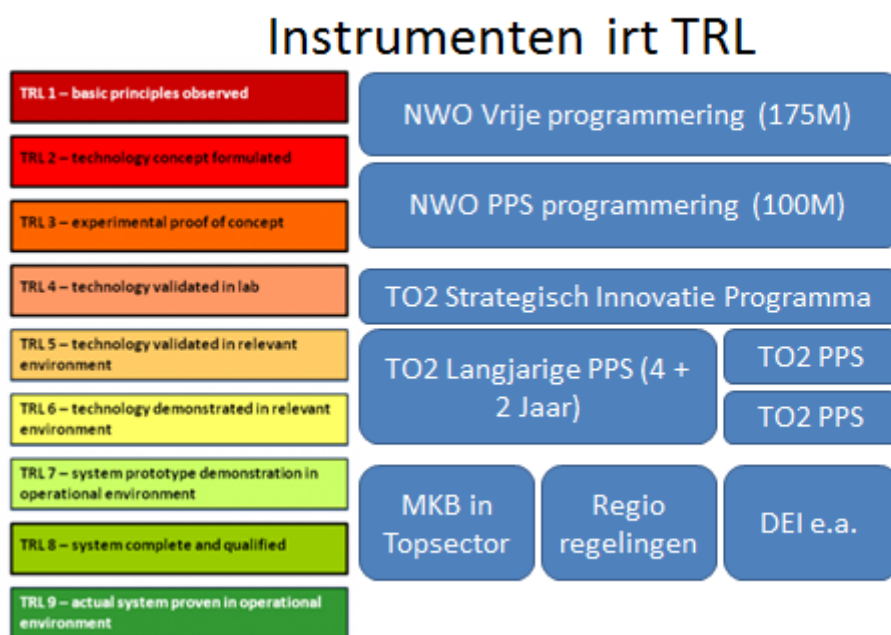 Instrumenten irt TRL
TRL 1 – basic principles observed
TRL 2 – technology concept formulated
TRL 3 – experimental proof of concept
TRL 4 – technology validated in lab
TRL 5 – technology validated in relevant
environment
TRL 6 – technology demonstrated in relevant
environment
TRL 7 – system prototype demonstration in
operational environment
TRL 8 – system complete and qualified
TRL 9 – actual system proven in operational
environment
NWO Vrije programmering (175M)
NWO PPS programmering (100M)
TO2 Strategisch Innovatie Programma
TO2 Langjarige PPS (4 +
2 Jaar)
TO2 PPS
TO2 PPS
MKB in
Topsector
Regio
regelingen
DEI e.a.